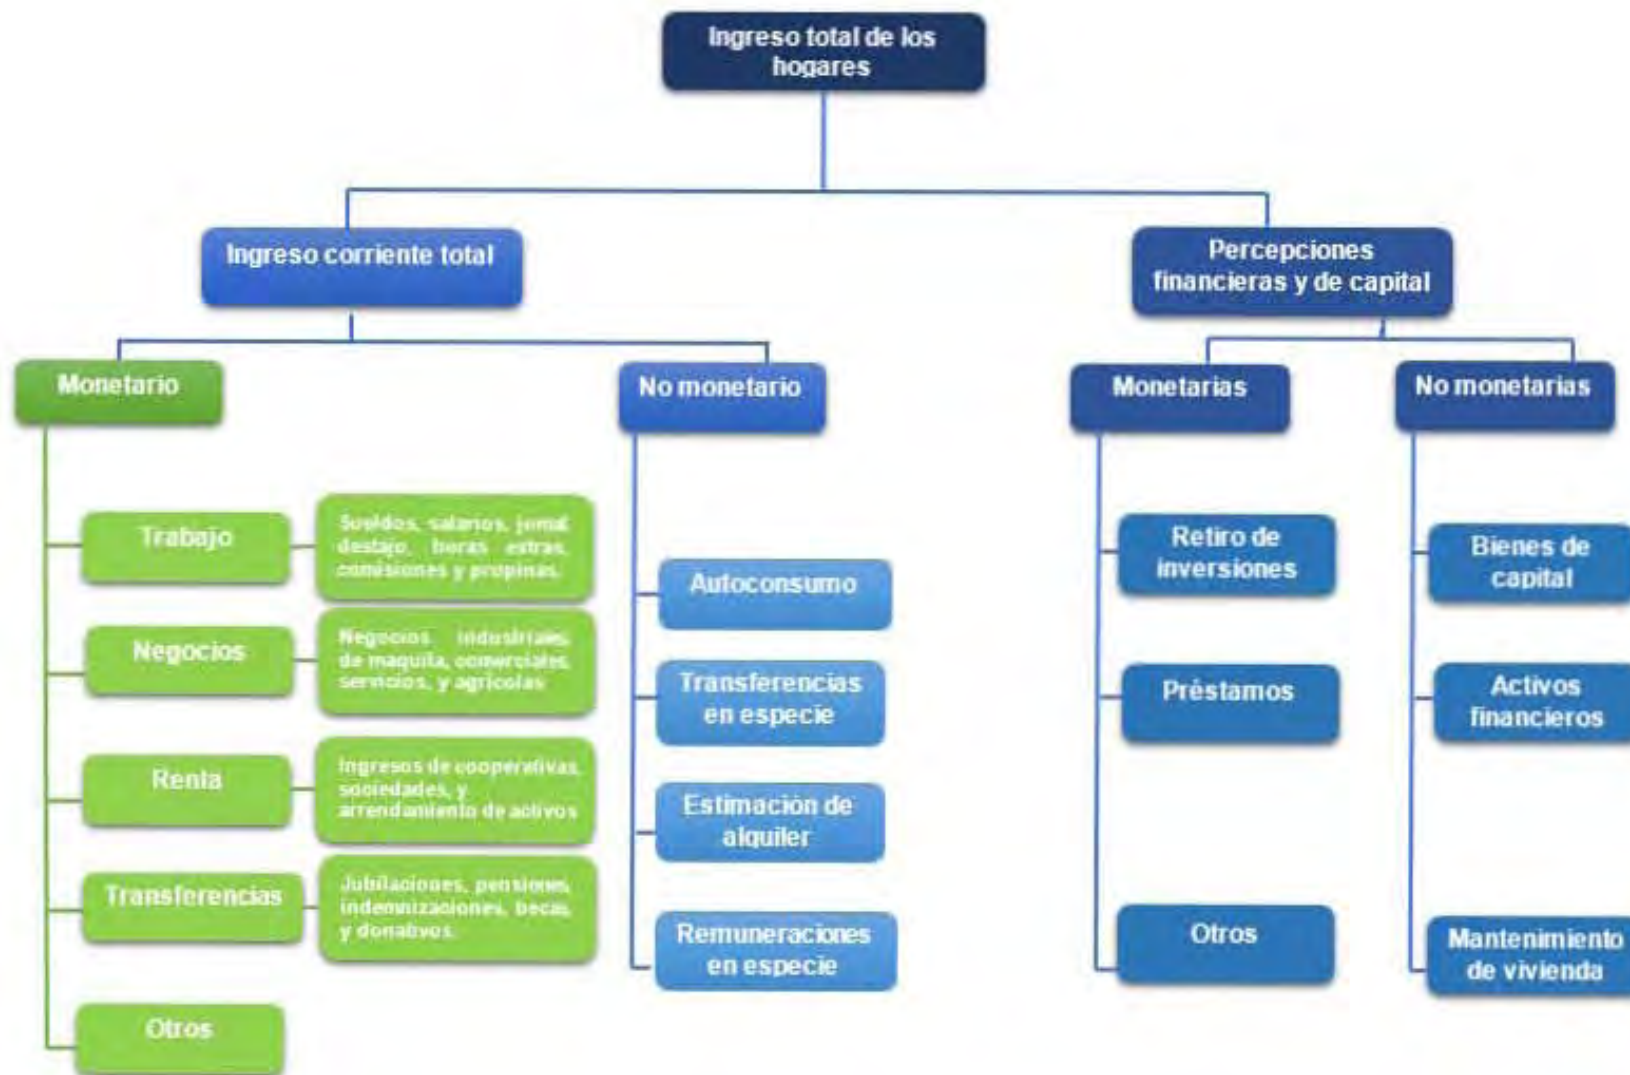 Ingreso total de los
hogares
Ingreso corriente total
Percepciones
financieras y de capital
Monetario
No monetario
Monetarias
No monetarias
Trabajo
Sueldos, salarios, jornal,
destajo, horas extras,
comisiones y propinas.
Negocios
Negocios industriales,
de maquila, comerciales,
servicios, y agrícolas
Renta
Ingresos de cooperativas,
sociedades, y
arrendamiento de activos
Transferencias
Jubilaciones, pensiones,
indemnizaciones, becas,
y donativos.
Otros
Autoconsumo
Transferencias
en especie
Estimación de
alquiler
Remuneraciones
en especie
Retiro de
inversiones
Préstamos
Otros
Bienes de
capital
Activos
financieros
Mantenimiento
de vivienda